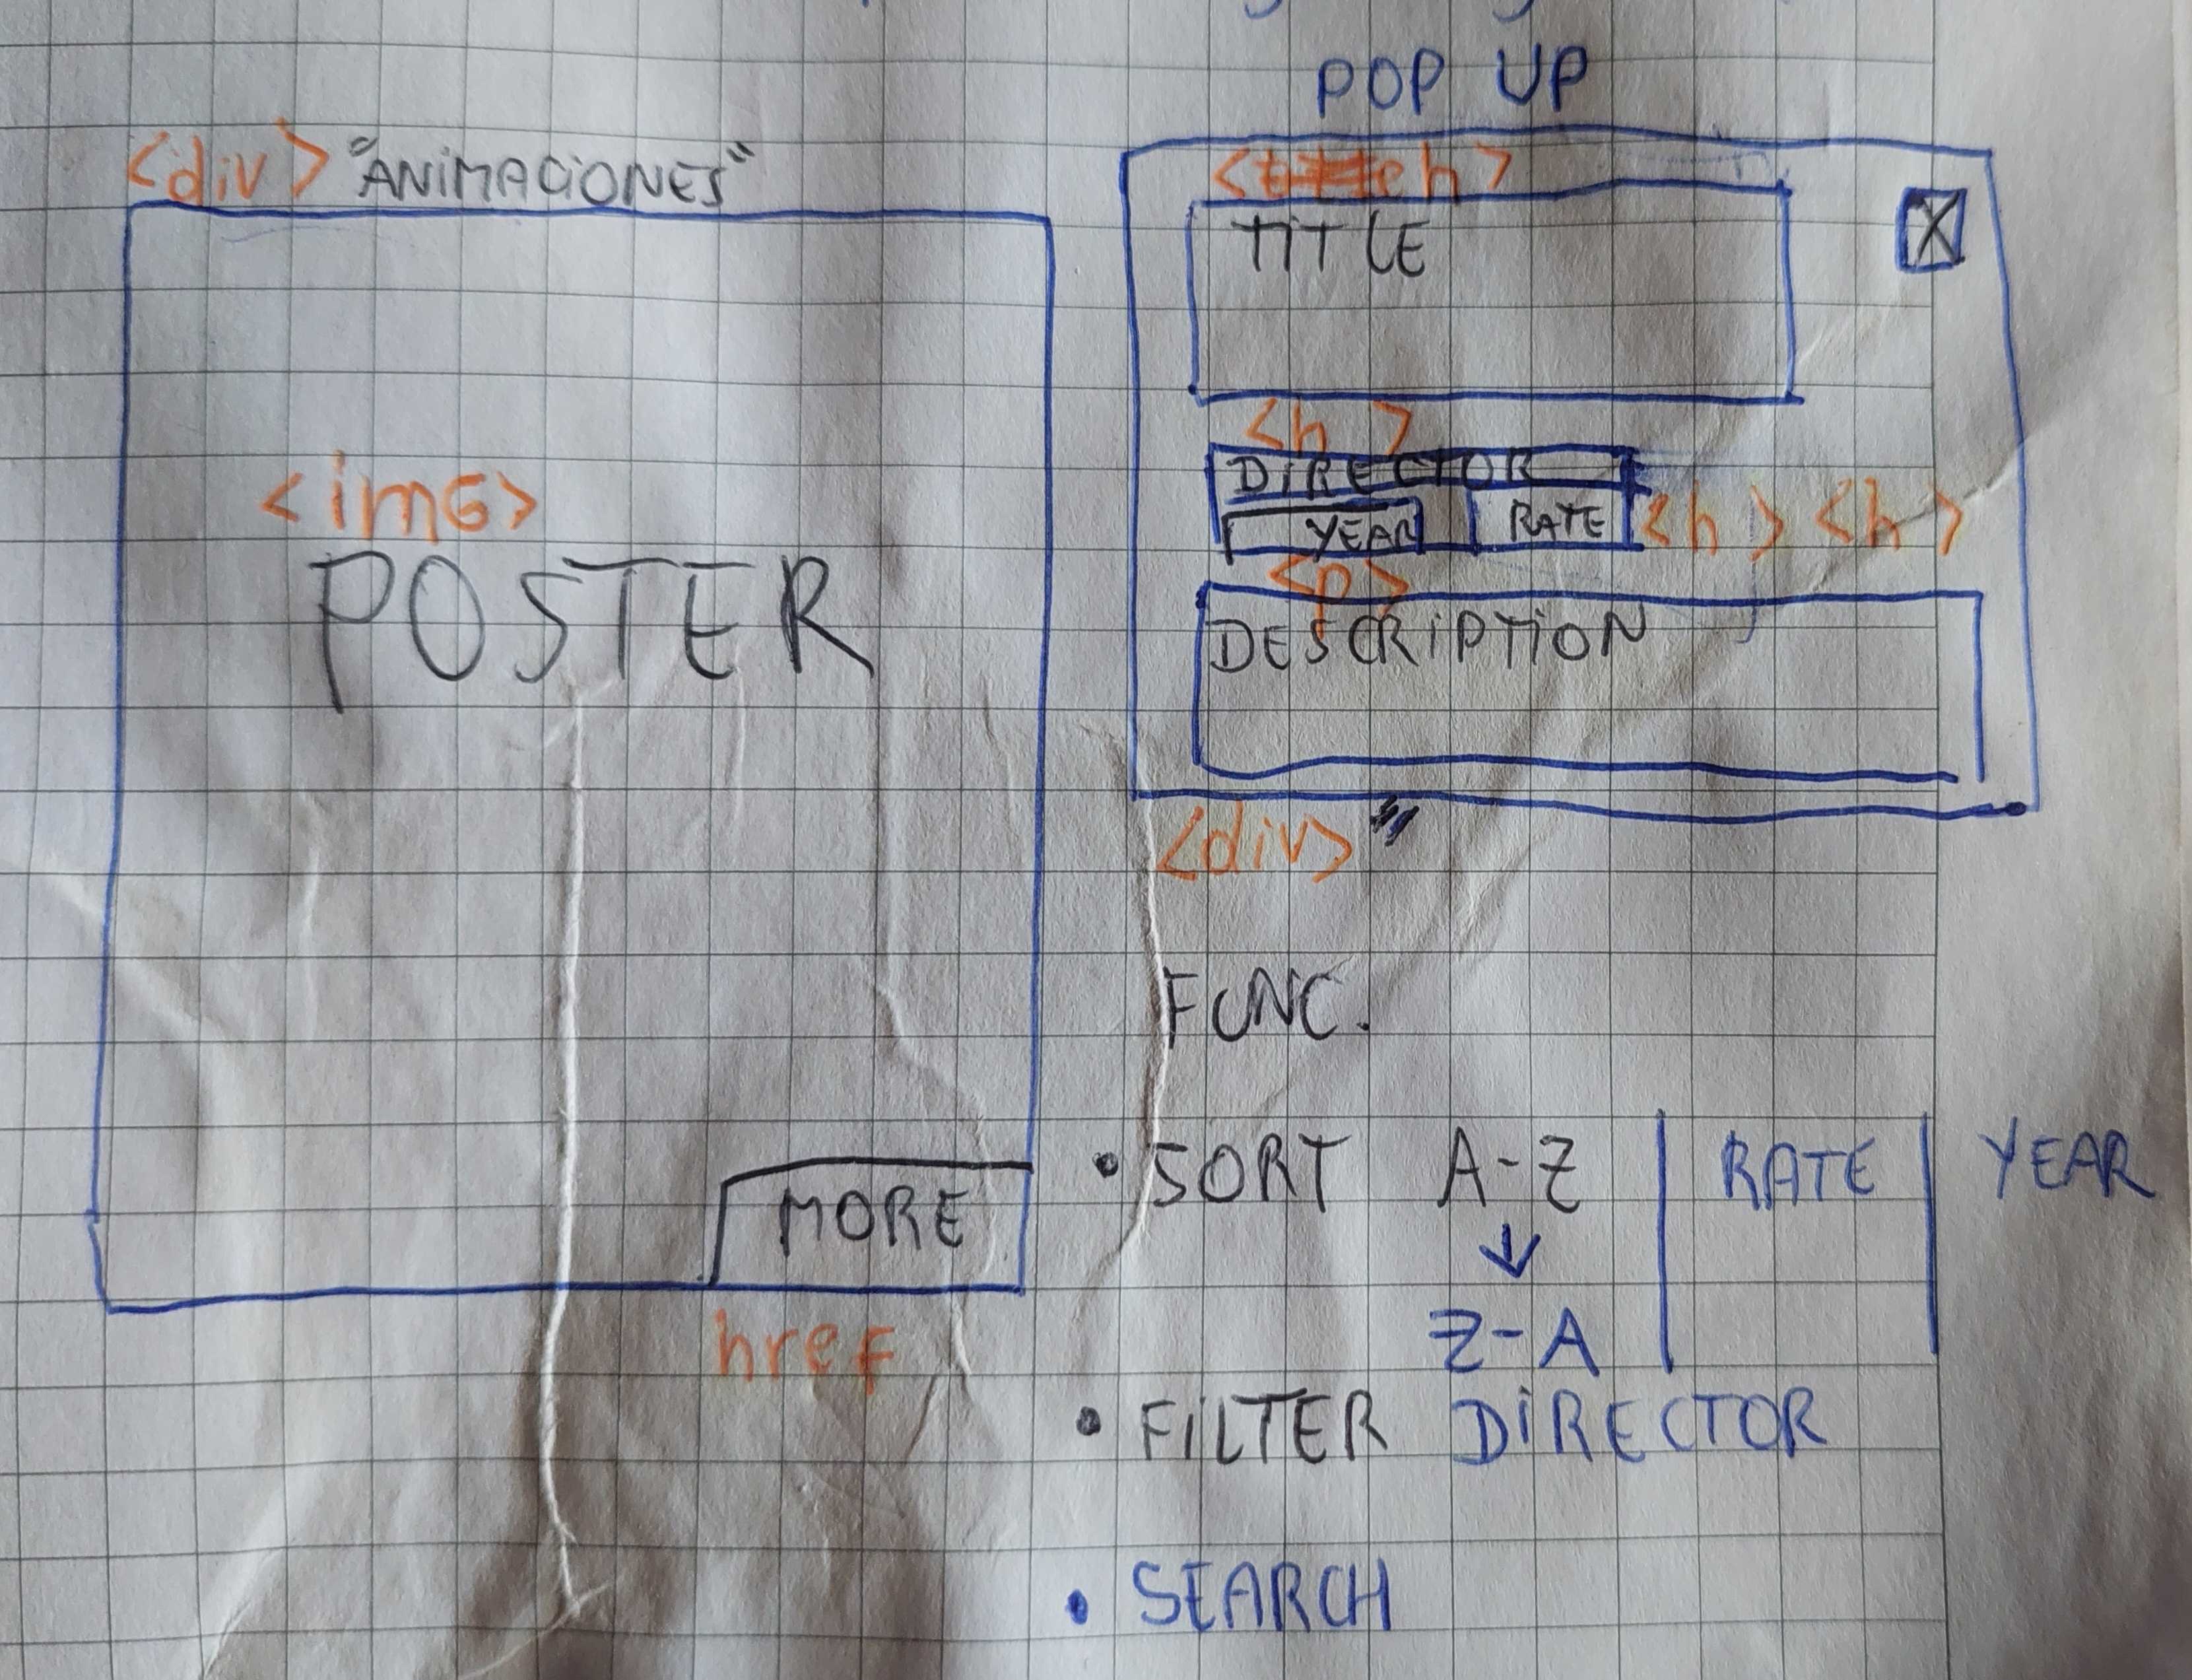 <div> "ANIMACIONES"
<img>
POSTER
MORE
href
POP UP
<h>
TITLE
X
<h>
DIRECTOR
YEAR RATE <h> <h>
<p>
DESCRIPTION
<div>
FUNC.
• SORT A-Z | RATE | YEAR
↓
Z-A
• FILTER DIRECTOR
• SEARCH